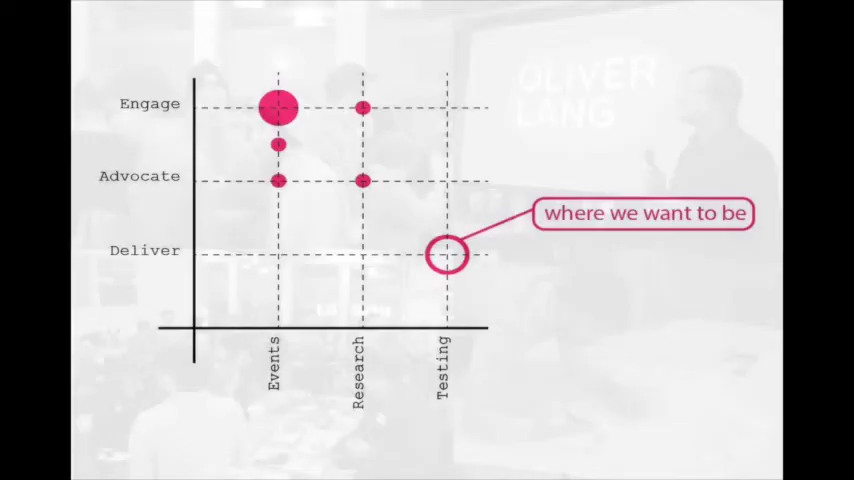 OLIVER
LANG
Engage
Advocate
where we want to be
Deliver
Events
Research
Testing